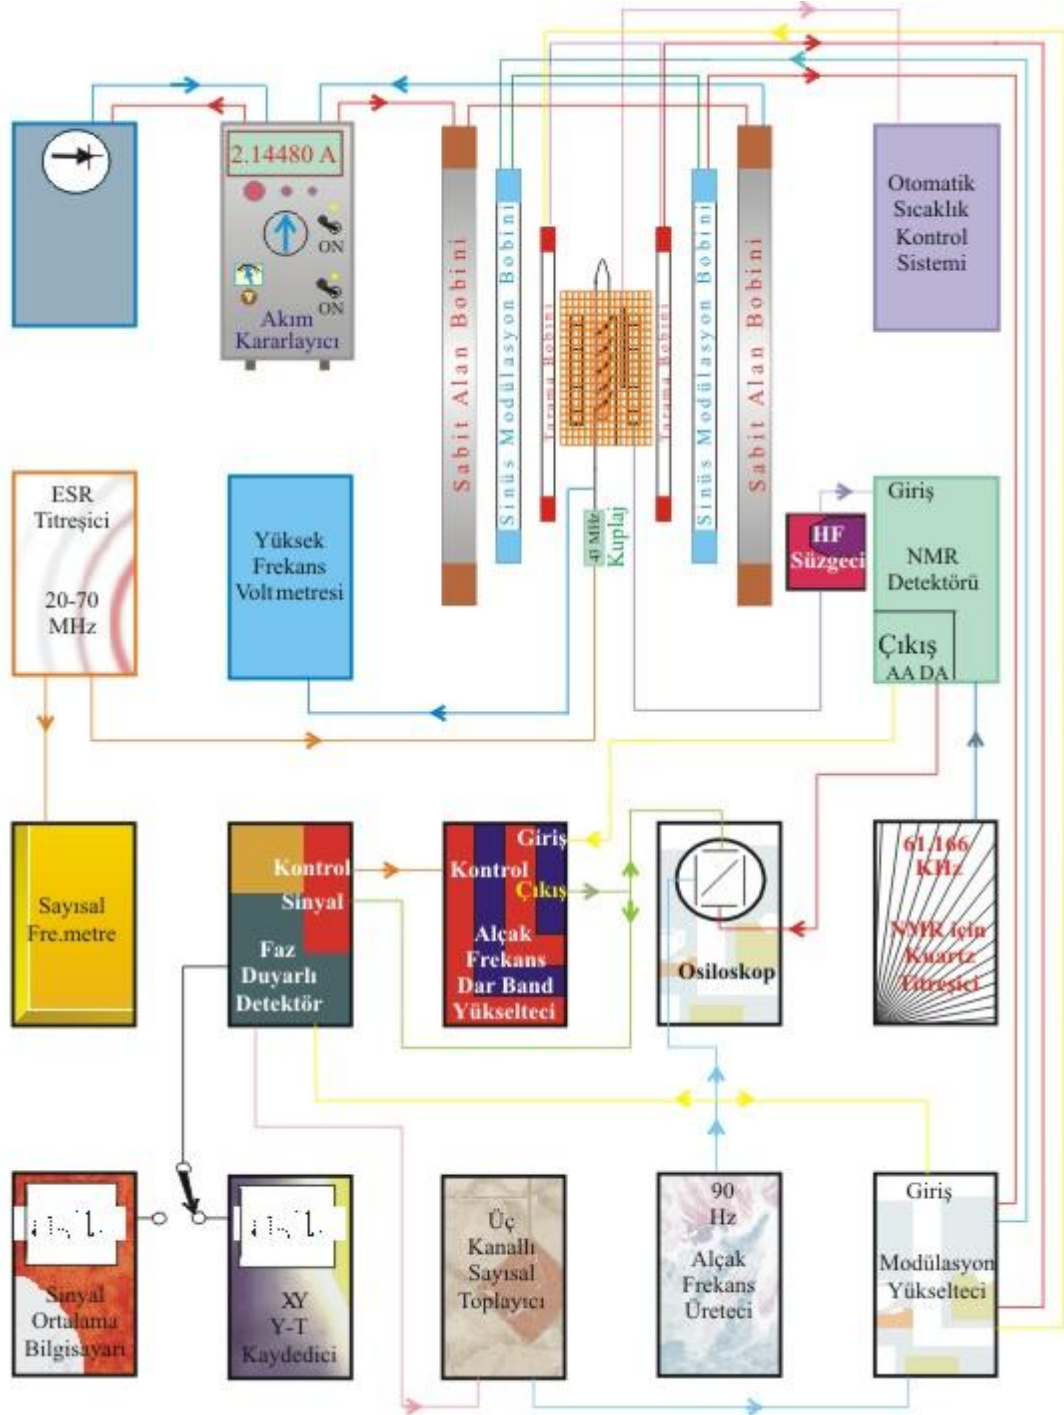 2.14480 A
ON
ON
Akım
Kararlayıcı
Sabit Alan Bobini
Sinüs Modülasyon Bobini
Tarama Bobini
Tarama Bobini
Sinüs Modülasyon Bobini
Sabit Alan Bobini
Otomatik
Sıcaklık
Kontrol
Sistemi
ESR
Titreşici
20-70
MHz
Yüksek
Frekans
Voltmetresi
43 MHz
Kuplaj
HF
Süzgeci
Giriş
NMR
Detektörü
Çıkış
AA DA
Sayısal
Fre.metre
Kontrol
Sinyal
Faz
Duyarlı
Detektör
Giriş
Kontrol
Çıkış
Alçak
Frekans
Dar Band
Yükselteci
Osiloskop
61.166
KHz
NMR için
Kuartz
Titreşici
Sinyal
Ortalama
Bilgisayarı
XY
Y-T
Kaydedici
Üç
Kanallı
Sayısal
Toplayıcı
90
Hz
Alçak
Frekans
Üreteci
Giriş
Modülasyon
Yükselteci